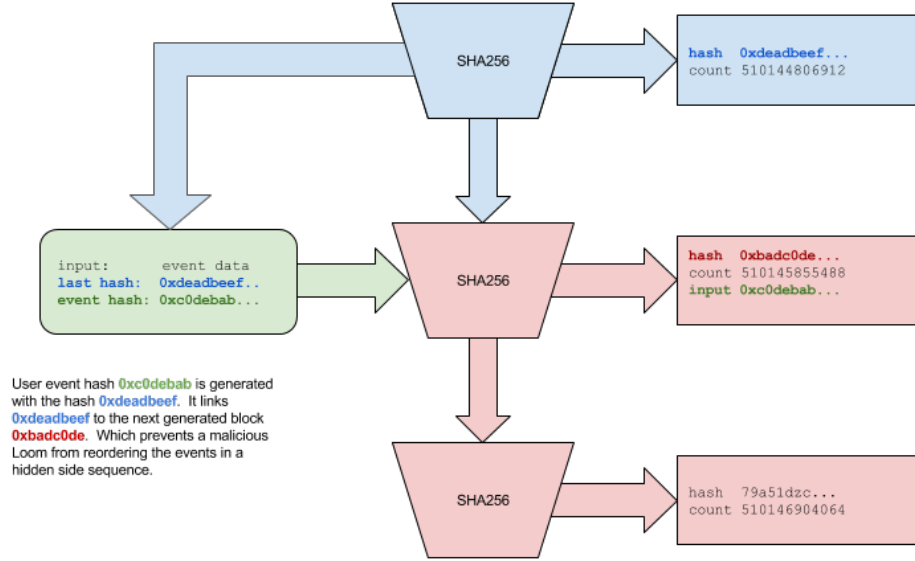 SHA256
hash 0xdeadbeef...
count 510144806912
input: event data
last hash: 0xdeadbeef..
event hash: 0xc0debab...
SHA256
hash 0xbadc0de...
count 510145855488
input 0xc0debab...
User event hash 0xc0debab is generated
with the hash 0xdeadbeef. It links
0xdeadbeef to the next generated block
0xbadc0de. Which prevents a malicious
Loom from reordering the events in a
hidden side sequence.
SHA256
hash 79a51dzc...
count 510146904064